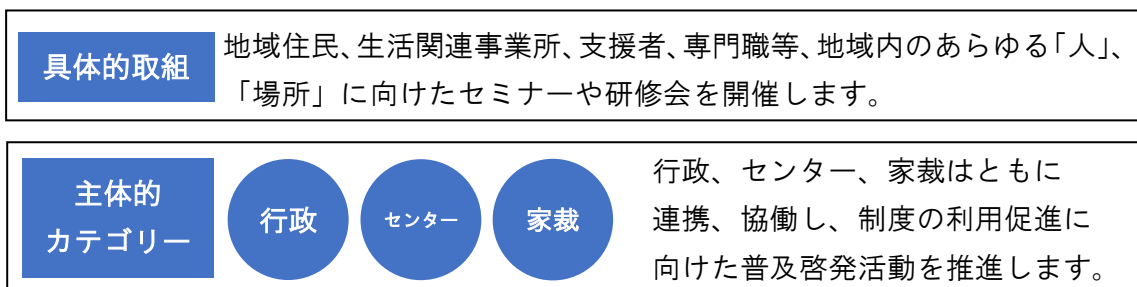 具体的取組
地域住民、生活関連事業所、支援者、専門職等、地域内のあらゆる「人」、
「場所」に向けたセミナーや研修会を開催します。
主体的
カテゴリー
行政
センター
家裁
行政、センター、家裁はともに
連携、協働し、制度の利用促進に
向けた普及啓発活動を推進します。